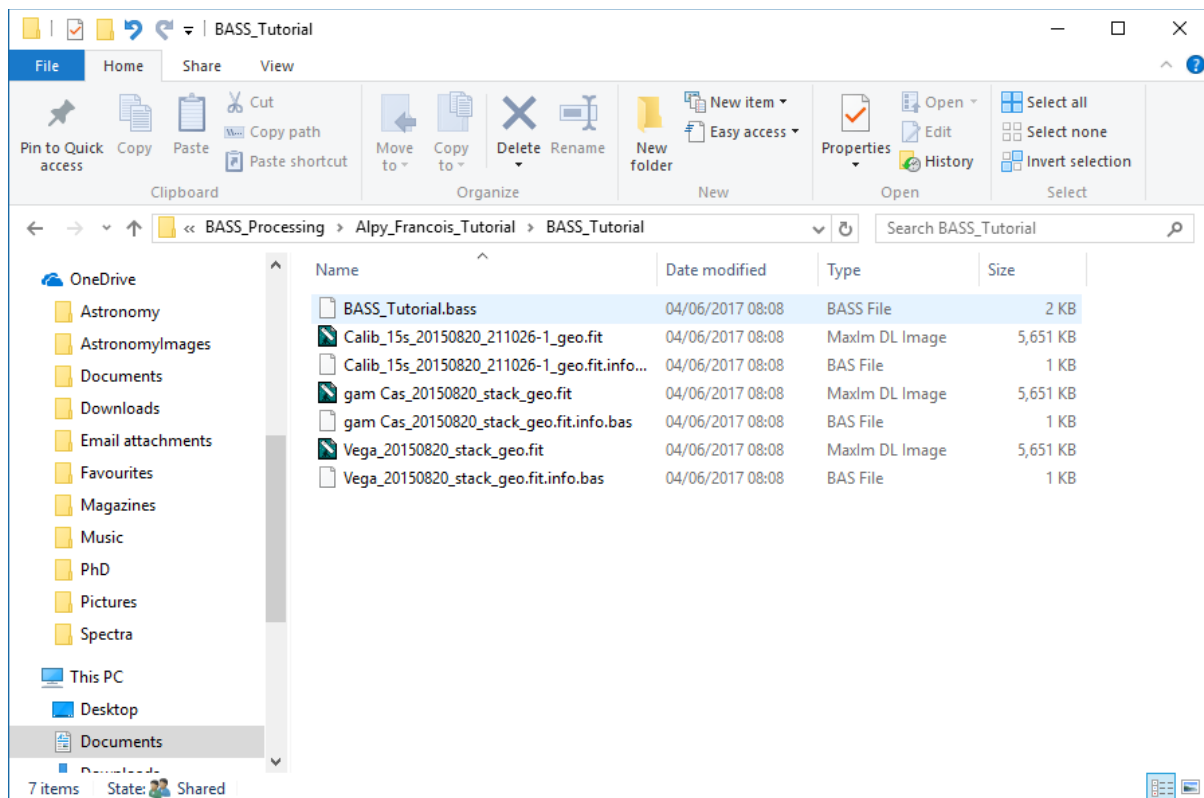 BASS_Tutorial
File Home Share View
Pin to Quick access
Copy
Paste
Cut
Copy path
Paste shortcut
Clipboard
Move to
Copy to
Delete
Rename
Organize
New folder
New item
Easy access
New
Properties
Open
Edit
History
Open
Select all
Select none
Invert selection
Select
« BASS_Processing › Alpy_Francois_Tutorial › BASS_Tutorial
Search BASS_Tutorial
OneDrive
Astronomy
AstronomyImages
Documents
Downloads
Email attachments
Favourites
Magazines
Music
PhD
Pictures
Spectra
This PC
Desktop
Documents
Name Date modified Type Size
BASS_Tutorial.bass 04/06/2017 08:08 BASS File 2 KB
Calib_15s_20150820_211026-1_geo.fit 04/06/2017 08:08 MaxIm DL Image 5,651 KB
Calib_15s_20150820_211026-1_geo.fit.info... 04/06/2017 08:08 BAS File 1 KB
gam Cas_20150820_stack_geo.fit 04/06/2017 08:08 MaxIm DL Image 5,651 KB
gam Cas_20150820_stack_geo.fit.info.bas 04/06/2017 08:08 BAS File 1 KB
Vega_20150820_stack_geo.fit 04/06/2017 08:08 MaxIm DL Image 5,651 KB
Vega_20150820_stack_geo.fit.info.bas 04/06/2017 08:08 BAS File 1 KB
7 items State: Shared